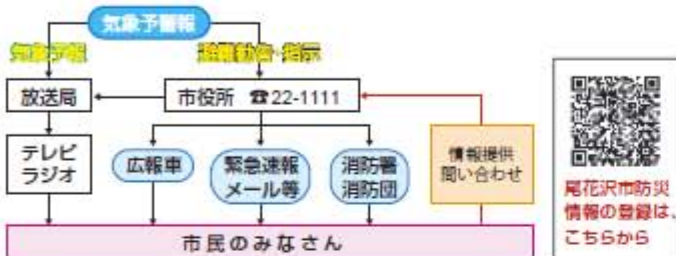 気象予警報
気象予報
避難勧告・指示
放送局
市役所 ☎22-1111
テレビ
ラジオ
広報車
緊急速報
メール等
消防署
消防団
情報提供
問い合わせ
市民のみなさん
尾花沢市防災
情報の登録は、
こちらから